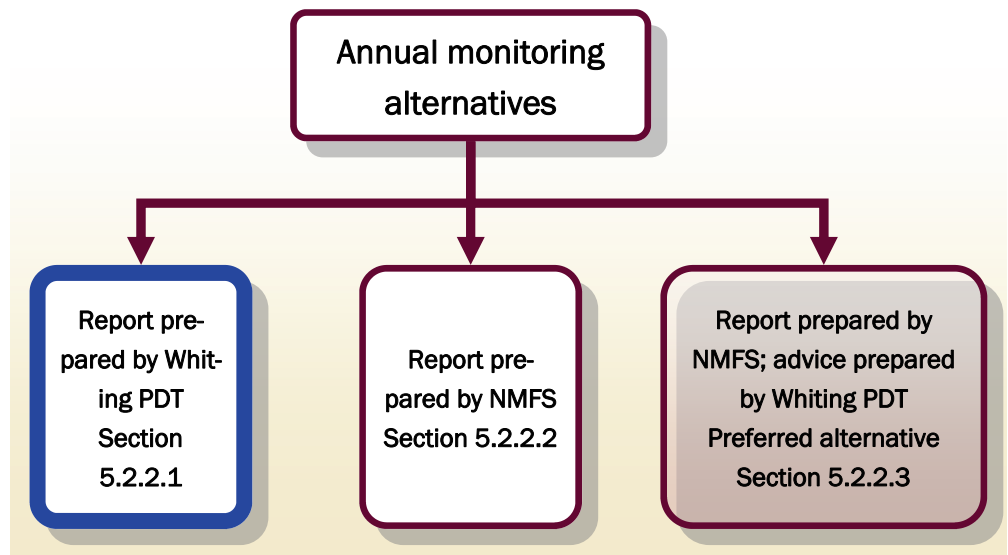 Annual monitoring
alternatives
Report pre-
pared by Whit-
ing PDT
Section
5.2.2.1
Report pre-
pared by NMFS
Section 5.2.2.2
Report prepared by
NMFS; advice prepared
by Whiting PDT
Preferred alternative
Section 5.2.2.3